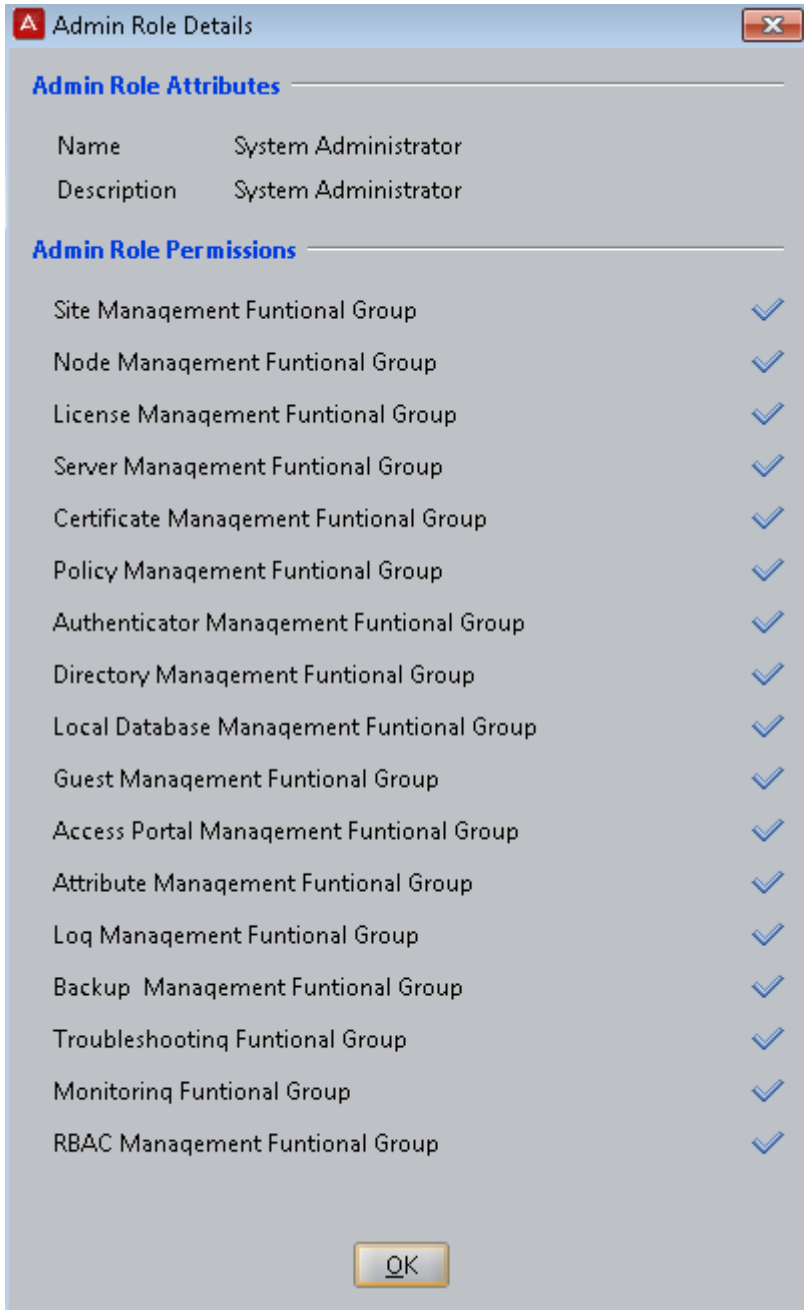 A Admin Role Details
Admin Role Attributes
Name System Administrator
Description System Administrator
Admin Role Permissions
Site Management Funtional Group
Node Management Funtional Group
License Management Funtional Group
Server Management Funtional Group
Certificate Management Funtional Group
Policy Management Funtional Group
Authenticator Management Funtional Group
Directory Management Funtional Group
Local Database Management Funtional Group
Guest Management Funtional Group
Access Portal Management Funtional Group
Attribute Management Funtional Group
Log Management Funtional Group
Backup  Management Funtional Group
Troubleshooting Funtional Group
Monitoring Funtional Group
RBAC Management Funtional Group
OK